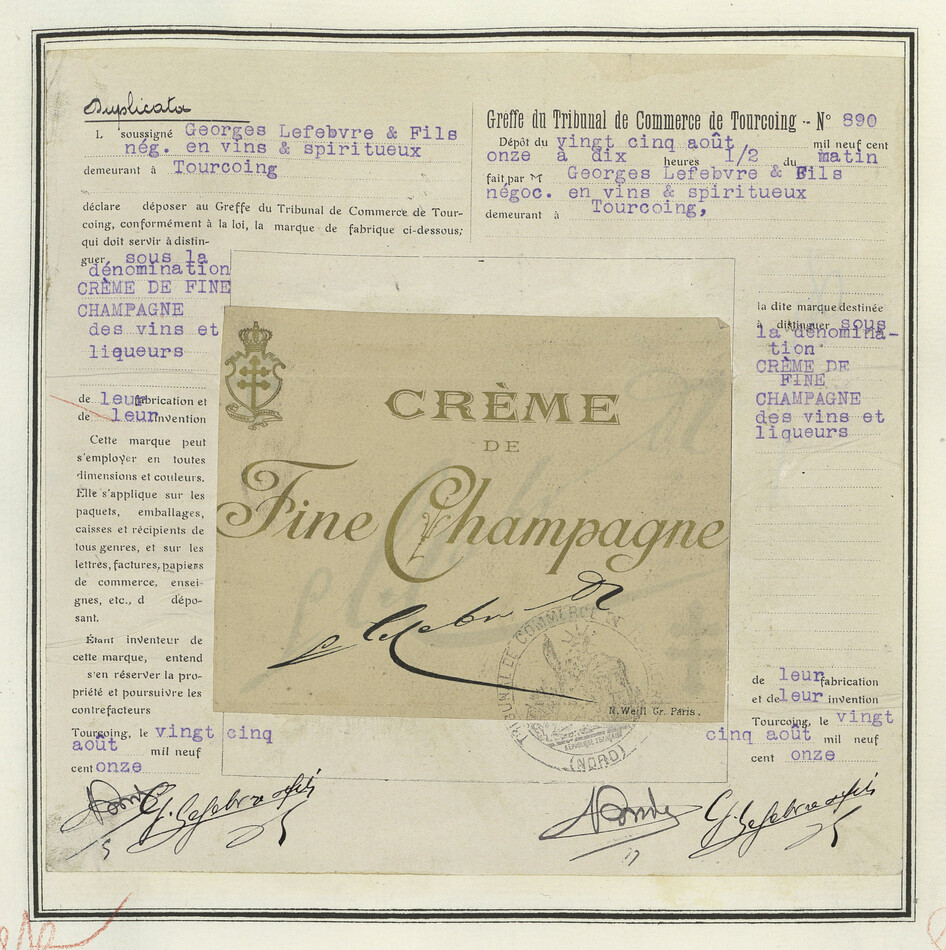 Duplicata
I. soussigné Georges Lefebvre & Fils
nég. en vins & spiritueux
demeurant à Tourcoing
déclare déposer au Greffe du Tribunal de Commerce de Tour-
coing, conformément à la loi, la marque de fabrique ci-dessous;
qui doit servir à distin-
guer sous la
dénomination
CRÈME DE FINE
CHAMPAGNE
des vins et
liqueurs
de leur fabrication et
de leur invention
Cette marque peut
s'employer en toutes
dimensions et couleurs.
Elle s'applique sur les
paquets, emballages,
caisses et récipients de
tous genres, et sur les
lettres, factures, papiers
de commerce, ensei-
gnes, etc., d dépo-
sant.
Étant inventeur de
cette marque, entend
s'en réserver la pro-
priété et poursuivre les
contrefacteurs
Tourcoing, le vingt cinq
août mil neuf
cent onze
G. Lefebvre & fils
Greffe du Tribunal de Commerce de Tourcoing -- N° 890
Dépôt du vingt cinq août mil neuf cent
onze à dix heures 1/2 du matin
fait par M Georges Lefebvre & Fils
négoc. en vins & spiritueux
demeurant à Tourcoing,
la dite marque destinée
à distinguer sous
la dénomina-
tion
CRÈME DE
FINE
CHAMPAGNE
des vins et
liqueurs
de leur fabrication
et de leur invention
Tourcoing, le vingt
cinq août mil neuf
cent onze
G. Lefebvre & fils
CRÈME
DE
Fine Champagne
N. Weill Gr. Paris.
TRIBUNAL DE COMMERCE DE
RÉPUBLIQUE FRANÇAISE
(NORD)